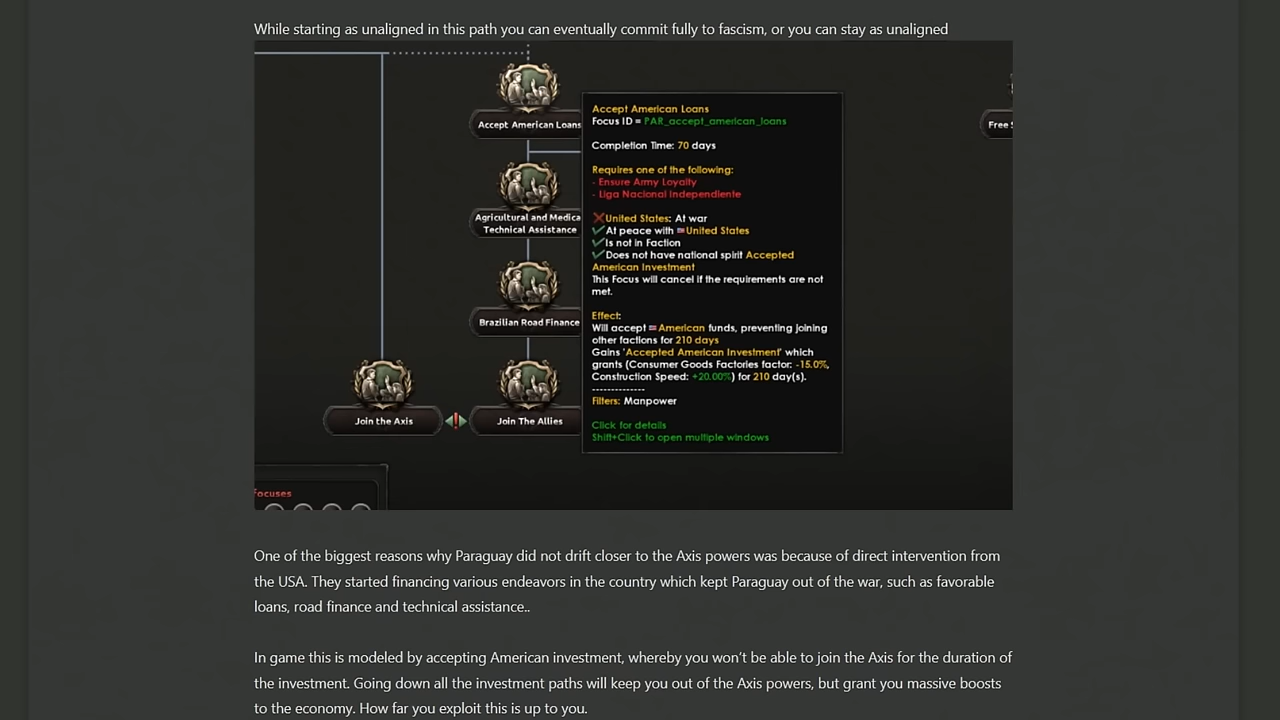 While starting as unaligned in this path you can eventually commit fully to fascism, or you can stay as unaligned
Accept American Loans
Agricultural and Medica
Technical Assistance
Brazilian Road Finance
Join the Axis
Join The Allies
Focuses
Accept American Loans
Focus ID = PAR_accept_american_loans
Completion Time: 70 days
Requires one of the following:
- Ensure Army Loyalty
- Liga Nacional Independiente
United States: At war
At peace with United States
Is not in Faction
Does not have national spirit Accepted
American Investment
This Focus will cancel if the requirements are not
met.
Effect:
Will accept American funds, preventing joining
other factions for 210 days
Gains 'Accepted American Investment' which
grants (Consumer Goods Factories factor: -15.0%,
Construction Speed: +20.00%) for 210 day(s).
--------------
Filters: Manpower
Click for details
Shift+Click to open multiple windows
Free S
One of the biggest reasons why Paraguay did not drift closer to the Axis powers was because of direct intervention from
the USA. They started financing various endeavors in the country which kept Paraguay out of the war, such as favorable
loans, road finance and technical assistance..
In game this is modeled by accepting American investment, whereby you won't be able to join the Axis for the duration of
the investment. Going down all the investment paths will keep you out of the Axis powers, but grant you massive boosts
to the economy. How far you exploit this is up to you.